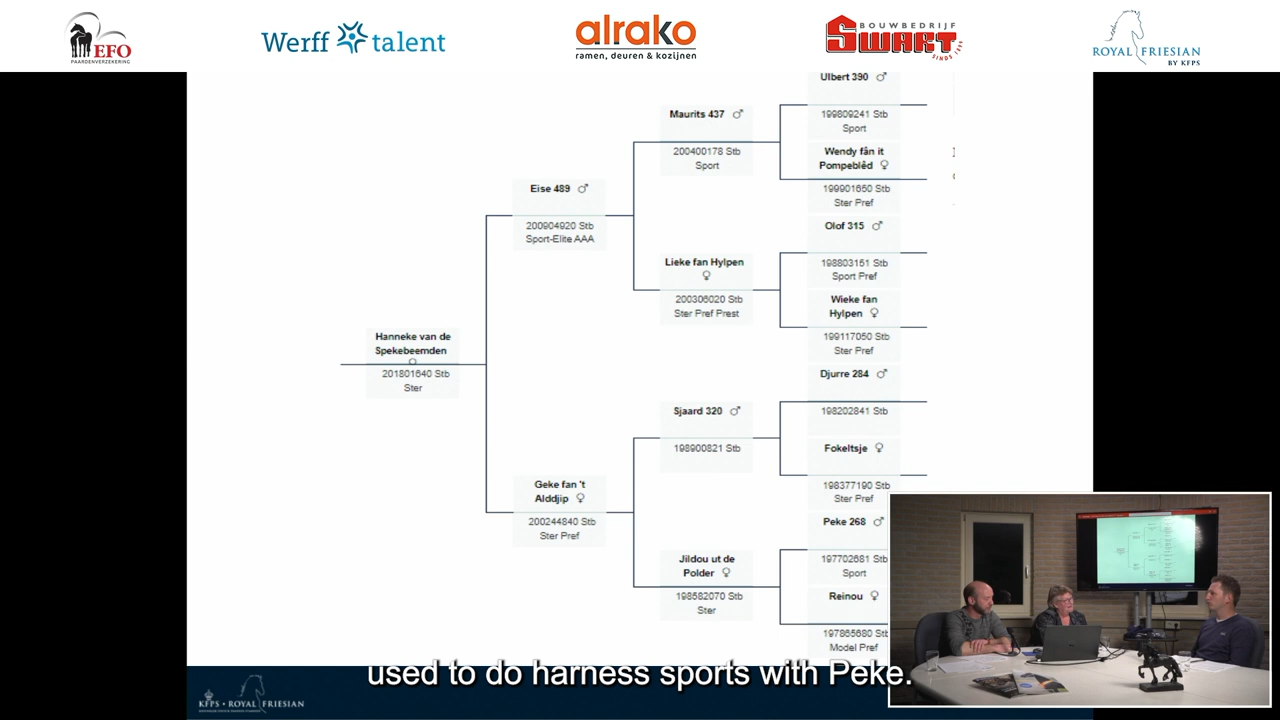 EFO
PAARDENVERZEKERING
Werff talent
alrako
ramen, deuren & kozijnen
BOUWBEDRIJF
SWART
SINDS 1898
ROYAL FRIESIAN
BY KFPS
Ulbert 390 ♂
199809241 Stb
Sport
Maurits 437 ♂
200400178 Stb
Sport
Wendy fân it
Pompeblêd ♀
199901650 Stb
Ster Pref
Eise 489 ♂
200904920 Stb
Sport-Elite AAA
Olof 315 ♂
198803151 Stb
Sport Pref
Lieke fan Hylpen
♀
200306020 Stb
Ster Pref Prest
Wieke fan
Hylpen ♀
199117050 Stb
Ster Pref
Hanneke van de
Spekebeemden
♀
201801640 Stb
Ster
Djurre 284 ♂
198202841 Stb
Sjaard 320 ♂
198900821 Stb
Fokeltsje ♀
198377190 Stb
Ster Pref
Geke fan 't
Alddjip ♀
200244840 Stb
Ster Pref
Peke 268 ♂
197702681 Stb
Sport
Jildou ut de
Polder ♀
198582070 Stb
Ster
Reinou ♀
197865680 Stb
Model Pref
used to do harness sports with Peke.
KFPS • ROYAL FRIESIAN